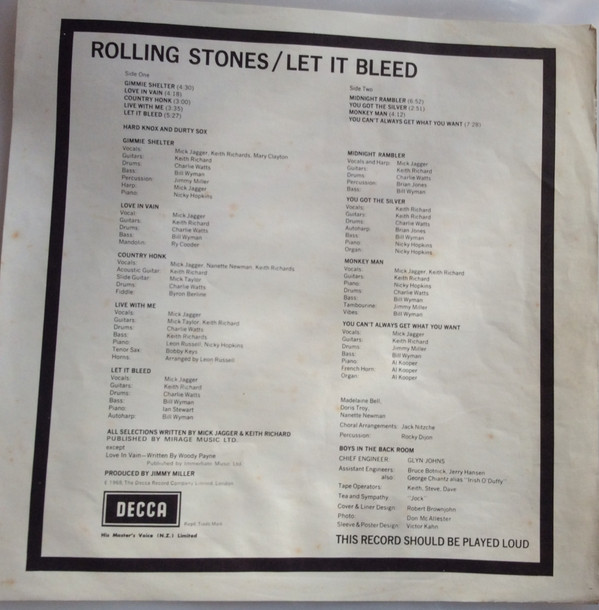 ROLLING STONES/LET IT BLEED
Side One
GIMMIE SHELTER (4:30)
LOVE IN VAIN (4:18)
COUNTRY HONK (3:00)
LIVE WITH ME (3:35)
LET IT BLEED (5:27)
HARD KNOX AND DURTY SOX
GIMMIE SHELTER
Vocals: Mick Jagger, Keith Richards, Mary Clayton
Guitars: Keith Richard
Drums: Charlie Watts
Bass: Bill Wyman
Percussion: Jimmy Miller
Harp: Mick Jagger
Piano: Nicky Hopkins
LOVE IN VAIN
Vocal: Mick Jagger
Guitars: Keith Richard
Drums: Charlie Watts
Bass: Bill Wyman
Mandolin: Ry Cooder
COUNTRY HONK
Vocals: Mick Jagger, Nanette Newman, Keith Richards
Acoustic Guitar: Keith Richard
Slide Guitar: Mick Taylor
Drums: Charlie Watts
Fiddle: Byron Berline
LIVE WITH ME
Vocals: Mick Jagger
Guitars: Mick Taylor, Keith Richard
Drums: Charlie Watts
Bass: Keith Richards
Piano: Leon Russell, Nicky Hopkins
Tenor Sax: Bobby Keys
Horns: Arranged by Leon Russell
LET IT BLEED
Vocals: Mick Jagger
Guitars: Keith Richard
Drums: Charlie Watts
Bass: Bill Wyman
Piano: Ian Stewart
Autoharp: Bill Wyman
ALL SELECTIONS WRITTEN BY MICK JAGGER & KEITH RICHARD
PUBLISHED BY MIRAGE MUSIC LTD.
except
Love In Vain—Written By Woody Payne
Published by Immediate Music Ltd.
PRODUCED BY JIMMY MILLER
1969, The Decca Record Company Limited, London.
DECCA
Regd. Trade Mark
His Master's Voice (N.Z.) Limited
Side Two
MIDNIGHT RAMBLER (6:52)
YOU GOT THE SILVER (2:51)
MONKEY MAN (4:12)
YOU CAN'T ALWAYS GET WHAT YOU WANT (7:28)
MIDNIGHT RAMBLER
Vocals and Harp: Mick Jagger
Guitars: Keith Richard
Drums: Charlie Watts
Percussion: Brian Jones
Bass: Bill Wyman
YOU GOT THE SILVER
Vocals: Keith Richard
Guitars: Keith Richard
Drums: Charlie Watts
Autoharp: Brian Jones
Bass: Bill Wyman
Piano: Nicky Hopkins
Organ: Nicky Hopkins
MONKEY MAN
Vocals: Mick Jagger, Keith Richard
Guitars: Keith Richard
Piano: Nicky Hopkins
Drums: Charlie Watts
Bass: Bill Wyman
Tambourine: Jimmy Miller
Vibes: Bill Wyman
YOU CAN'T ALWAYS GET WHAT YOU WANT
Vocals: Mick Jagger
Guitars: Keith Richard
Drums: Jimmy Miller
Bass: Bill Wyman
Piano: Al Kooper
French Horn: Al Kooper
Organ: Al Kooper
Madelaine Bell,
Doris Troy,
Nanette Newman
Choral Arrangements: Jack Nitzche
Percussion: Rocky Dijon
BOYS IN THE BACK ROOM
CHIEF ENGINEER: GLYN JOHNS
Assistant Engineers: Bruce Botnick, Jerry Hansen
also: George Chiantz alias "Irish O'Duffy"
Tape Operators: Keith, Steve, Dave
Tea and Sympathy: "Jock"
Cover & Liner Design: Robert Brownjohn
Photo: Don McAllester
Sleeve & Poster Design: Victor Kahn
THIS RECORD SHOULD BE PLAYED LOUD